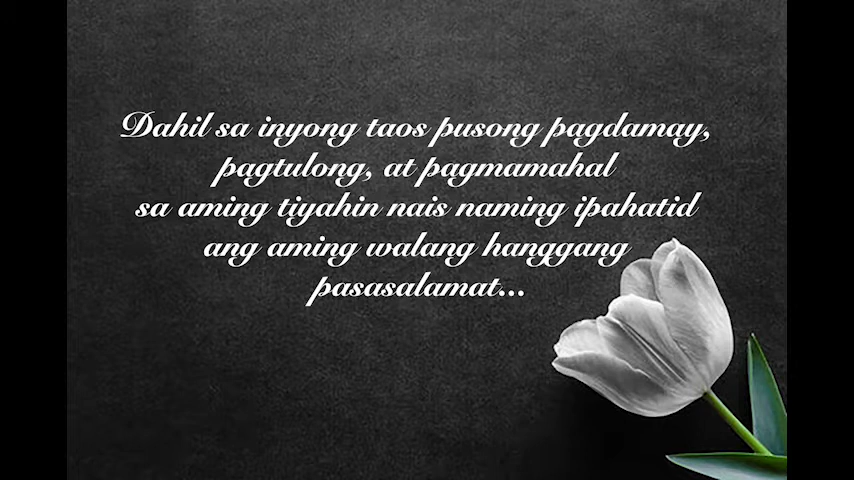 Dahil sa inyong taos pusong pagdamay,
pagtulong, at pagmamahal
sa aming tiyahin nais naming ipahatid
ang aming walang hanggang
pasasalamat...